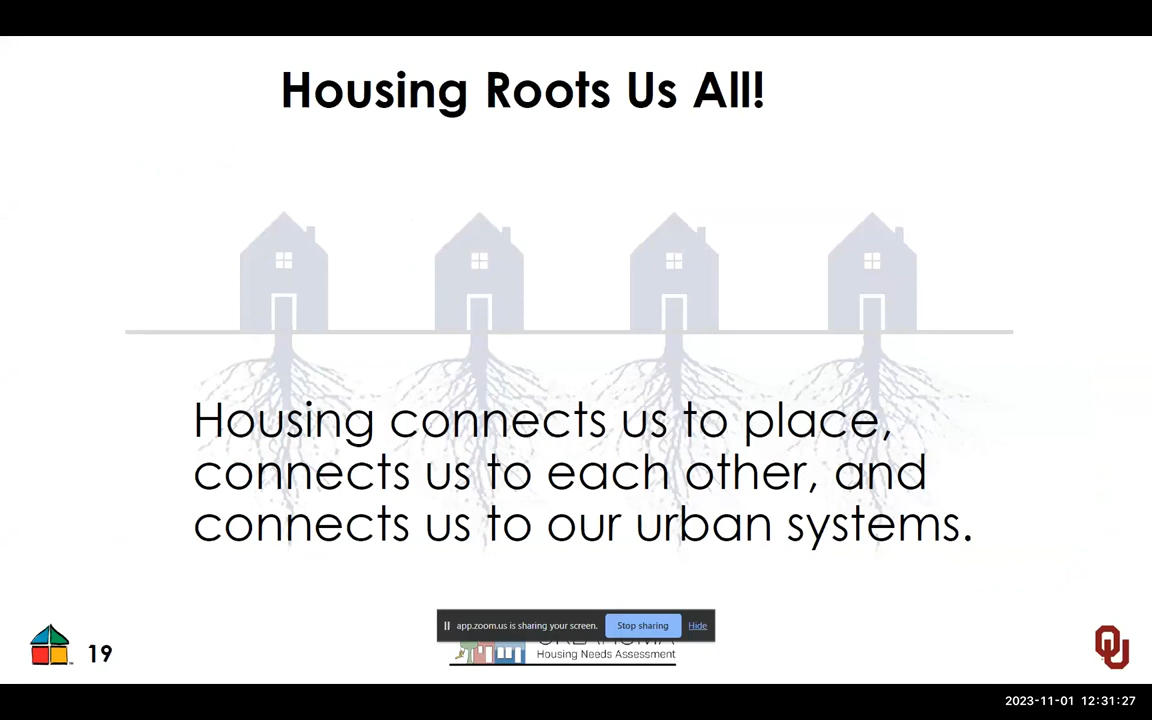 Housing Roots Us All!
Housing connects us to place,
connects us to each other, and
connects us to our urban systems.
app.zoom.us is sharing your screen.
Stop sharing
Hide
Housing Needs Assessment
19
OU
2023-11-01 12:31:27